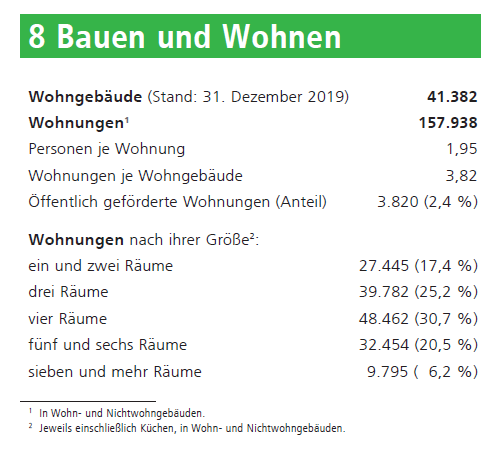 8 Bauen und Wohnen
Wohngebäude (Stand: 31. Dezember 2019) 41.382
Wohnungen¹ 157.938
Personen je Wohnung 1,95
Wohnungen je Wohngebäude 3,82
Öffentlich geförderte Wohnungen (Anteil) 3.820 (2,4 %)
Wohnungen nach ihrer Größe²:
ein und zwei Räume 27.445 (17,4 %)
drei Räume 39.782 (25,2 %)
vier Räume 48.462 (30,7 %)
fünf und sechs Räume 32.454 (20,5 %)
sieben und mehr Räume 9.795 ( 6,2 %)
¹ In Wohn- und Nichtwohngebäuden.
² Jeweils einschließlich Küchen, in Wohn- und Nichtwohngebäuden.